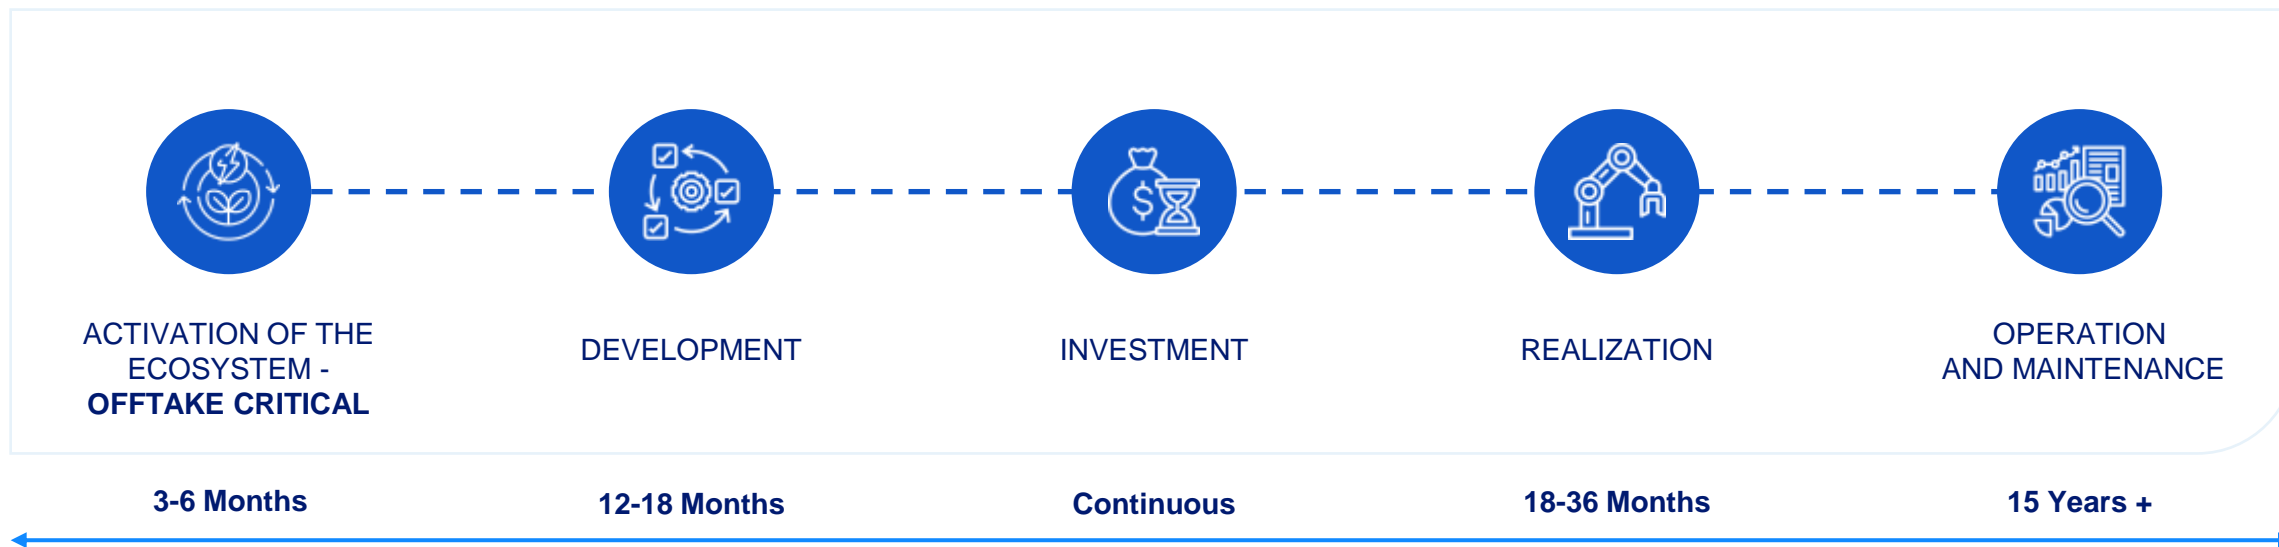 ACTIVATION OF THE
ECOSYSTEM -
OFFTAKE CRITICAL
DEVELOPMENT
INVESTMENT
REALIZATION
OPERATION
AND MAINTENANCE
3-6 Months
12-18 Months
Continuous
18-36 Months
15 Years +